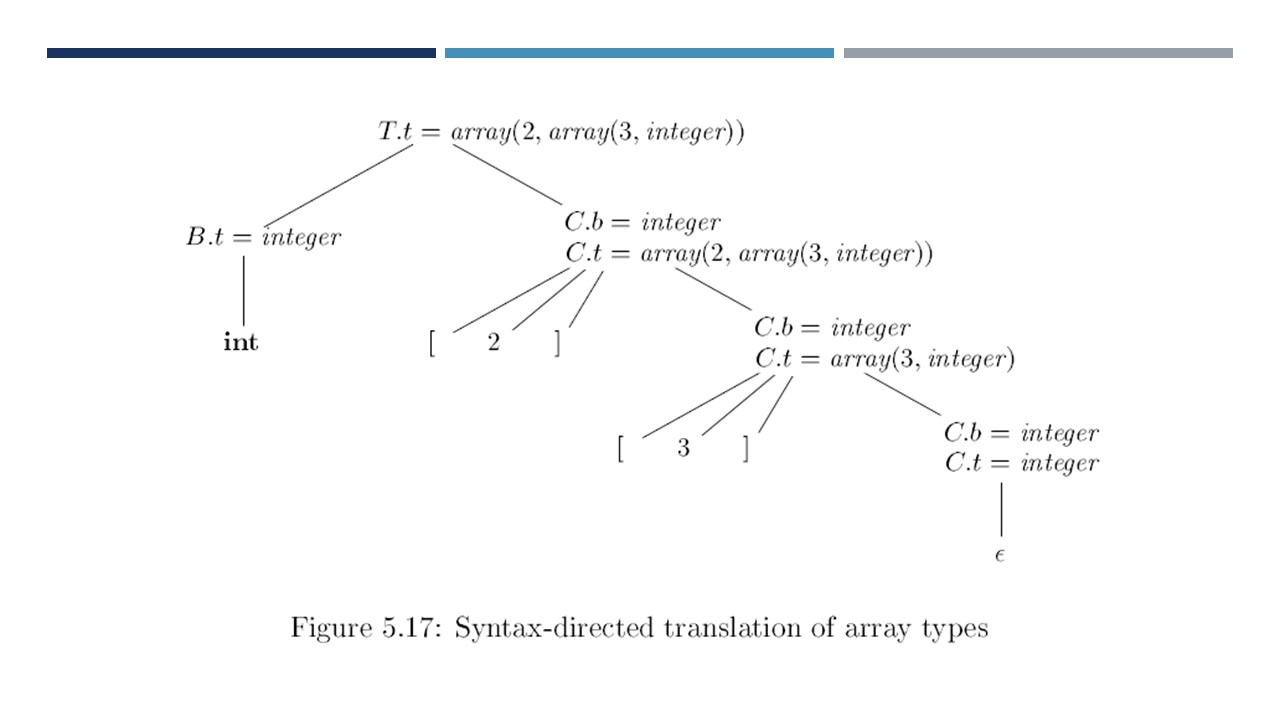 T.t = array(2, array(3, integer))
B.t = integer
C.b = integer
C.t = array(2, array(3, integer))
int
[ 2 ]
C.b = integer
C.t = array(3, integer)
[ 3 ]
C.b = integer
C.t = integer
ϵ
Figure 5.17: Syntax-directed translation of array types